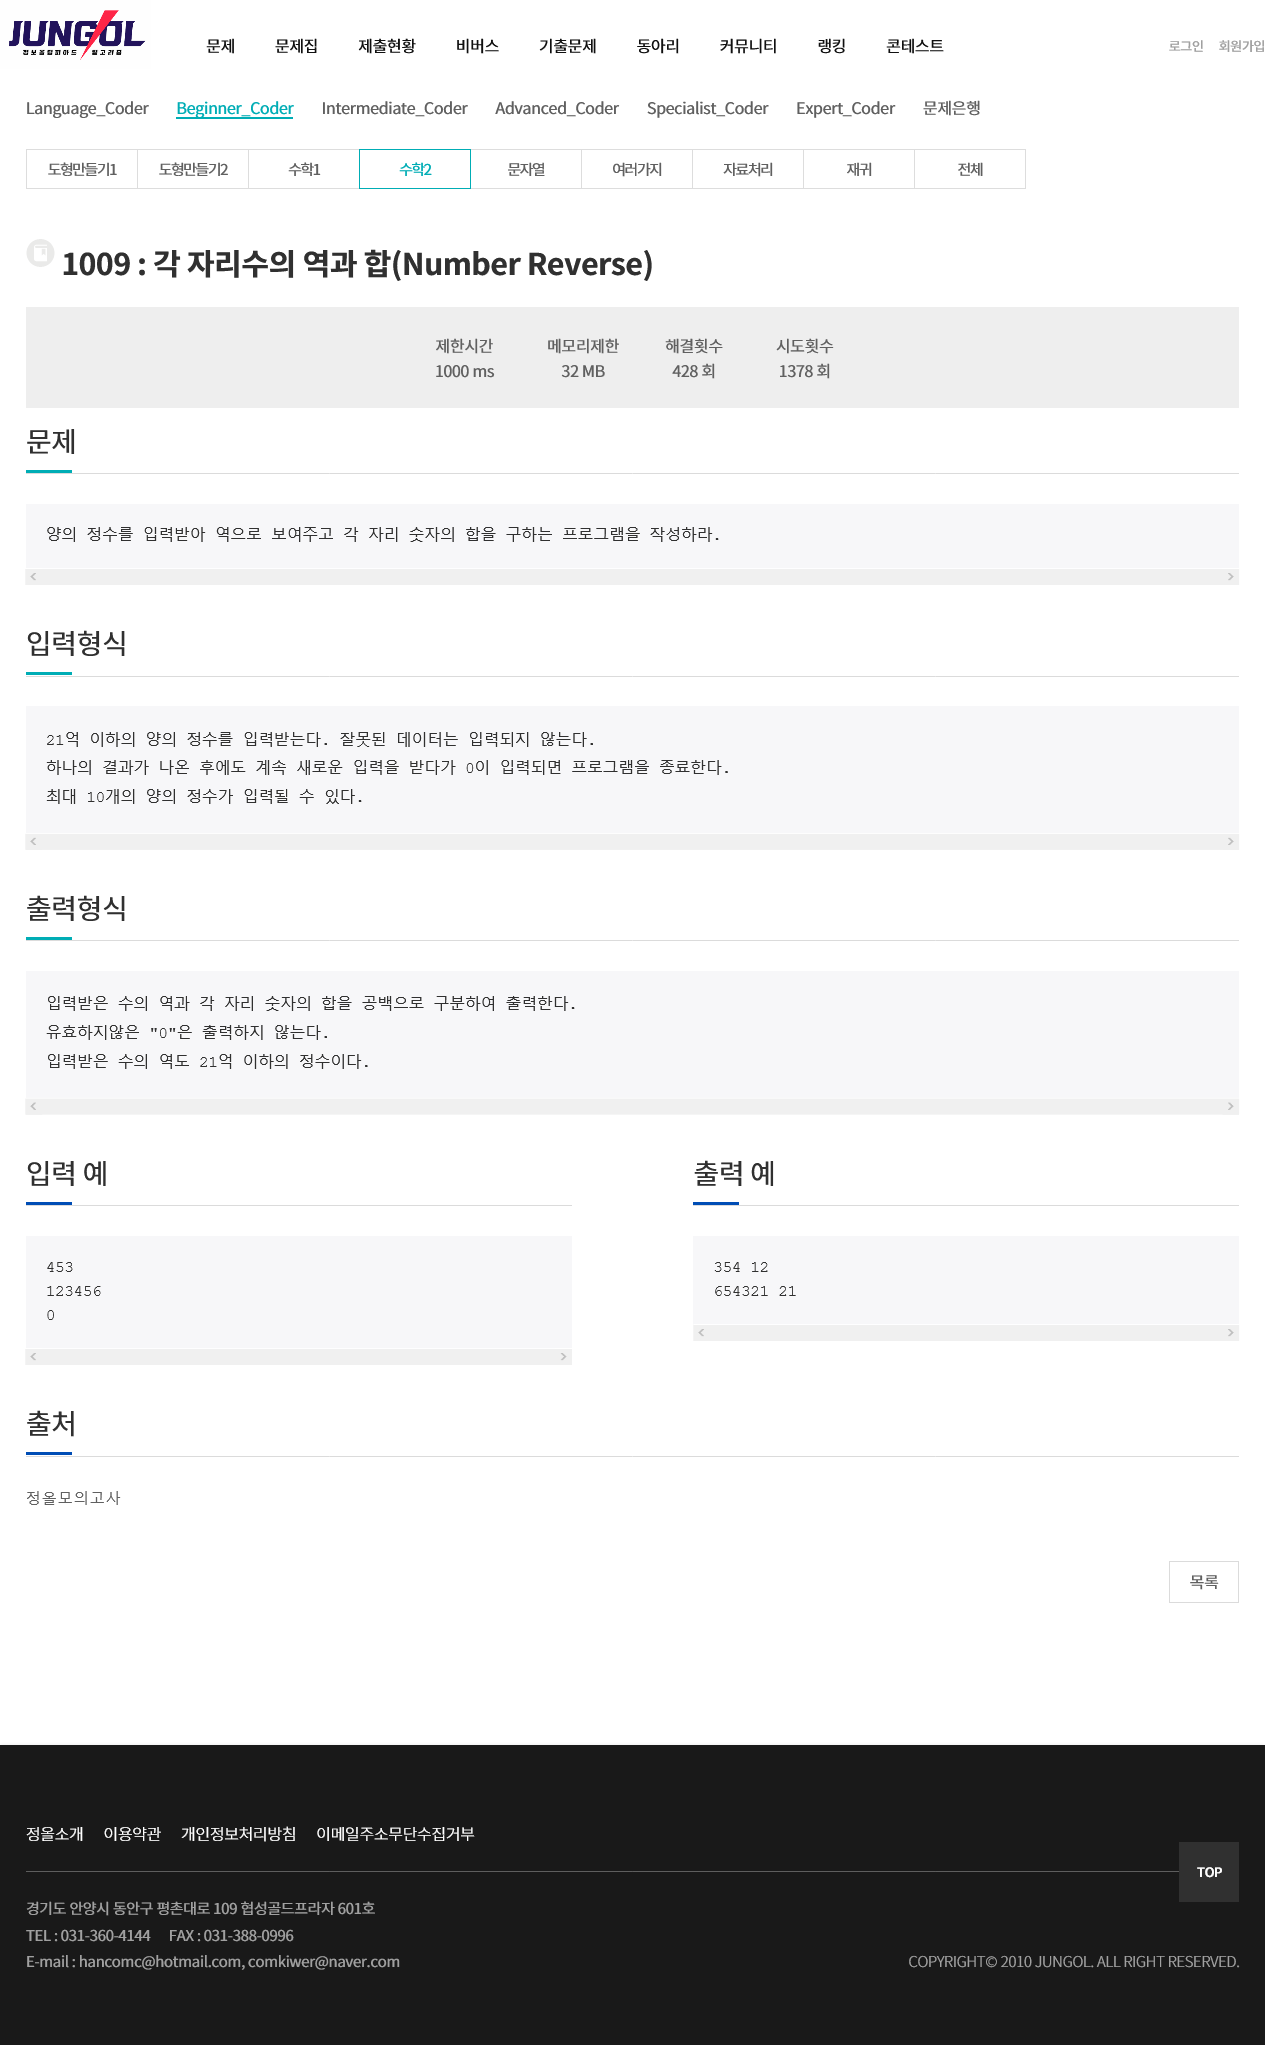 JUNGOL
정보올림피아드 알고리즘
문제 문제집 제출현황 비버스 기출문제 동아리 커뮤니티 랭킹 콘테스트 로그인 회원가입
Language_Coder Beginner_Coder Intermediate_Coder Advanced_Coder Specialist_Coder Expert_Coder 문제은행
도형만들기1 도형만들기2 수학1 수학2 문자열 여러가지 자료처리 재귀 전체
1009 : 각 자리수의 역과 합(Number Reverse)
제한시간 메모리제한 해결횟수 시도횟수
1000 ms 32 MB 428 회 1378 회
문제
양의 정수를 입력받아 역으로 보여주고 각 자리 숫자의 합을 구하는 프로그램을 작성하라.
입력형식
21억 이하의 양의 정수를 입력받는다. 잘못된 데이터는 입력되지 않는다.
하나의 결과가 나온 후에도 계속 새로운 입력을 받다가 0이 입력되면 프로그램을 종료한다.
최대 10개의 양의 정수가 입력될 수 있다.
출력형식
입력받은 수의 역과 각 자리 숫자의 합을 공백으로 구분하여 출력한다.
유효하지않은 "0"은 출력하지 않는다.
입력받은 수의 역도 21억 이하의 정수이다.
입력 예
453
123456
0
출력 예
354 12
654321 21
출처
정올모의고사
목록
정올소개 이용약관 개인정보처리방침 이메일주소무단수집거부
TOP
경기도 안양시 동안구 평촌대로 109 협성골드프라자 601호
TEL : 031-360-4144 FAX : 031-388-0996
E-mail : hancomc@hotmail.com, comkiwer@naver.com
COPYRIGHT© 2010 JUNGOL. ALL RIGHT RESERVED.